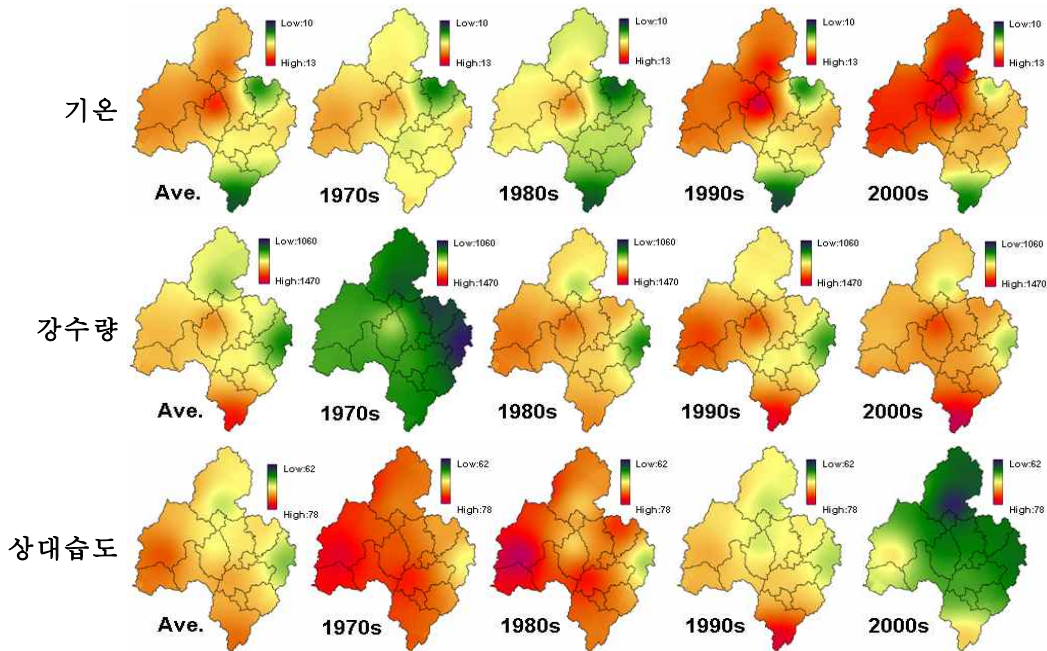 Low:10
High:13
Low:10
High:13
Low:10
High:13
Low:10
High:13
Low:10
High:13
기온
Ave.
1970s
1980s
1990s
2000s
Low:1060
High:1470
Low:1060
High:1470
Low:1060
High:1470
Low:1060
High:1470
Low:1060
High:1470
강수량
Ave.
1970s
1980s
1990s
2000s
Low:62
High:78
Low:62
High:78
Low:62
High:78
Low:62
High:78
Low:62
High:78
상대습도
Ave.
1970s
1980s
1990s
2000s